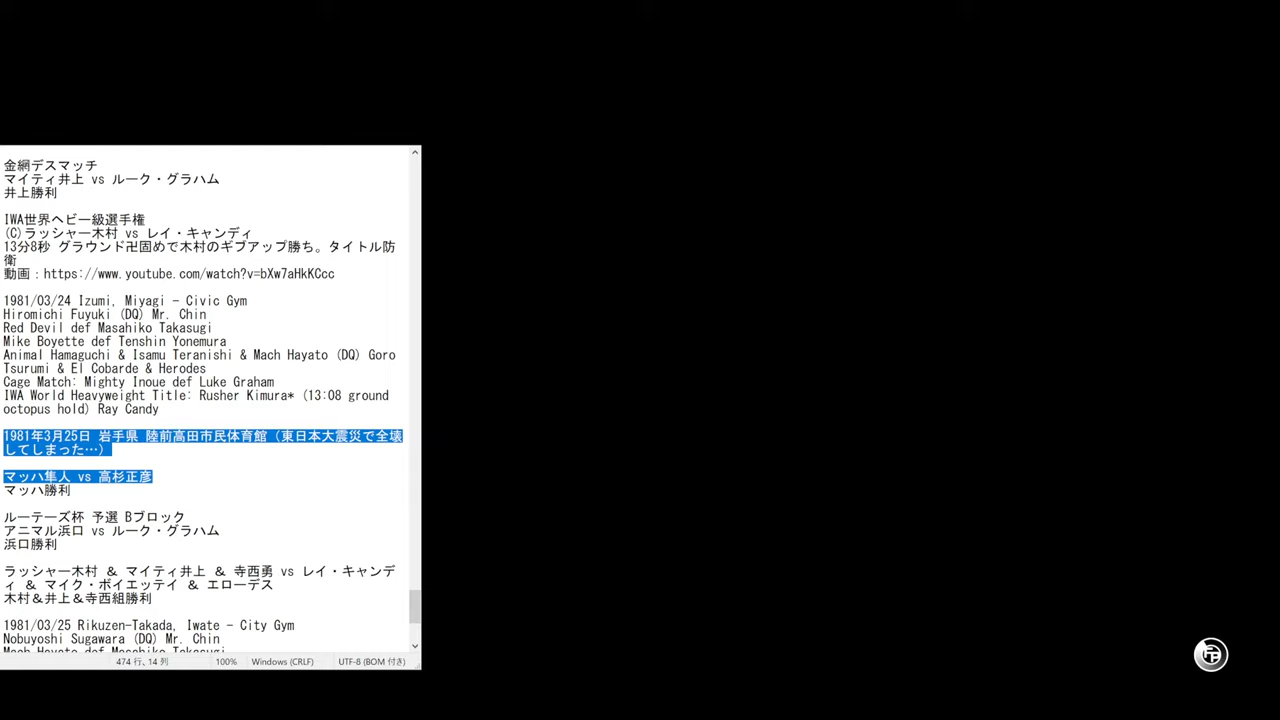 金網デスマッチ
マイティ井上 vs ルーク・グラハム
井上勝利
IWA世界ヘビー級選手権
(C)ラッシャー木村 vs レイ・キャンディ
13分8秒 グラウンド卍固めで木村のギブアップ勝ち。タイトル防
衛
動画：https://www.youtube.com/watch?v=bXw7aHkKCcc
1981/03/24 Izumi, Miyagi - Civic Gym
Hiromichi Fuyuki (DQ) Mr. Chin
Red Devil def Masahiko Takasugi
Mike Boyette def Tenshin Yonemura
Animal Hamaguchi & Isamu Teranishi & Mach Hayato (DQ) Goro
Tsurumi & El Cobarde & Herodes
Cage Match: Mighty Inoue def Luke Graham
IWA World Heavyweight Title: Rusher Kimura* (13:08 ground
octopus hold) Ray Candy
1981年3月25日 岩手県 陸前高田市民体育館（東日本大震災で全壊
してしまった…）
マッハ隼人 vs 高杉正彦
マッハ勝利
ルーテーズ杯 予選 Bブロック
アニマル浜口 vs ルーク・グラハム
浜口勝利
ラッシャー木村 ＆ マイティ井上 ＆ 寺西勇 vs レイ・キャンデ
ィ ＆ マイク・ボイエッテイ ＆ エローデス
木村＆井上＆寺西組勝利
1981/03/25 Rikuzen-Takada, Iwate - City Gym
Nobuyoshi Sugawara (DQ) Mr. Chin
Mach Hayato def Masahiko Takasugi
474 行、14 列 100% Windows (CRLF) UTF-8 (BOM 付き)
FP